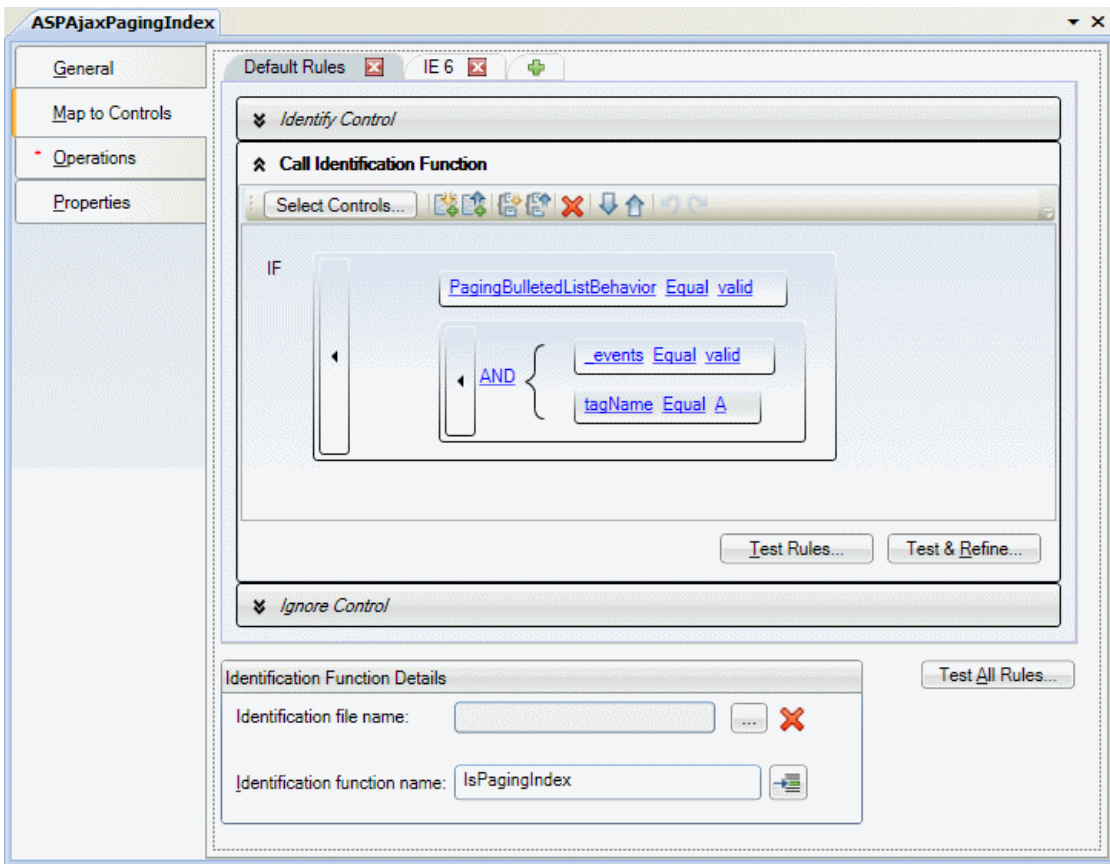 ASPAjaxPagingIndex
General
Map to Controls
* Operations
Properties
Default Rules IE 6
Identify Control
Call Identification Function
Select Controls...
IF
PagingBulletedListBehavior Equal valid
AND
_events Equal valid
tagName Equal A
Test Rules... Test & Refine...
Ignore Control
Identification Function Details
Test All Rules...
Identification file name: ...
Identification function name: IsPagingIndex